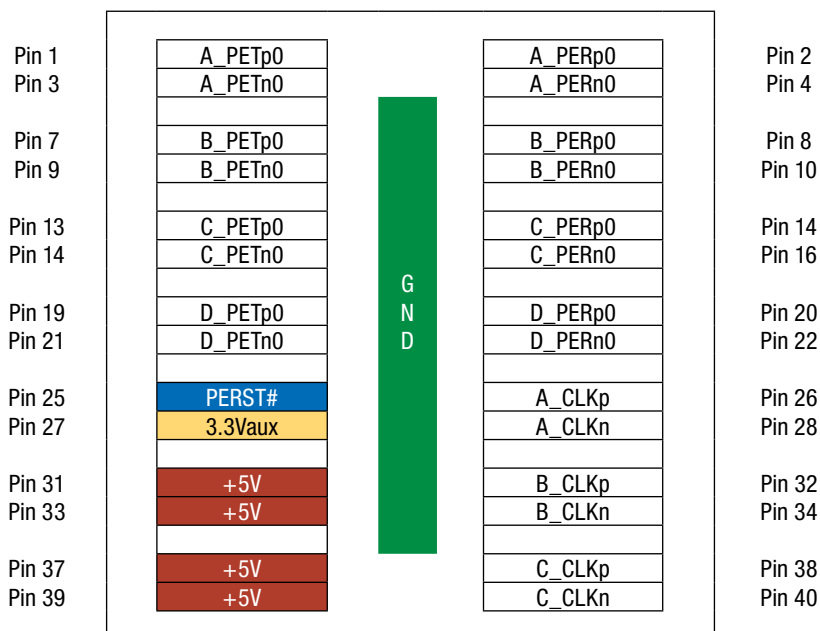 Pin 1 A_PETp0 A_PERp0 Pin 2
Pin 3 A_PETn0 A_PERn0 Pin 4
Pin 7 B_PETp0 B_PERp0 Pin 8
Pin 9 B_PETn0 B_PERn0 Pin 10
Pin 13 C_PETp0 C_PERp0 Pin 14
Pin 14 C_PETn0 C_PERn0 Pin 16
G
Pin 19 D_PETp0 N D_PERp0 Pin 20
Pin 21 D_PETn0 D D_PERn0 Pin 22
Pin 25 PERST# A_CLKp Pin 26
Pin 27 3.3Vaux A_CLKn Pin 28
Pin 31 +5V B_CLKp Pin 32
Pin 33 +5V B_CLKn Pin 34
Pin 37 +5V C_CLKp Pin 38
Pin 39 +5V C_CLKn Pin 40